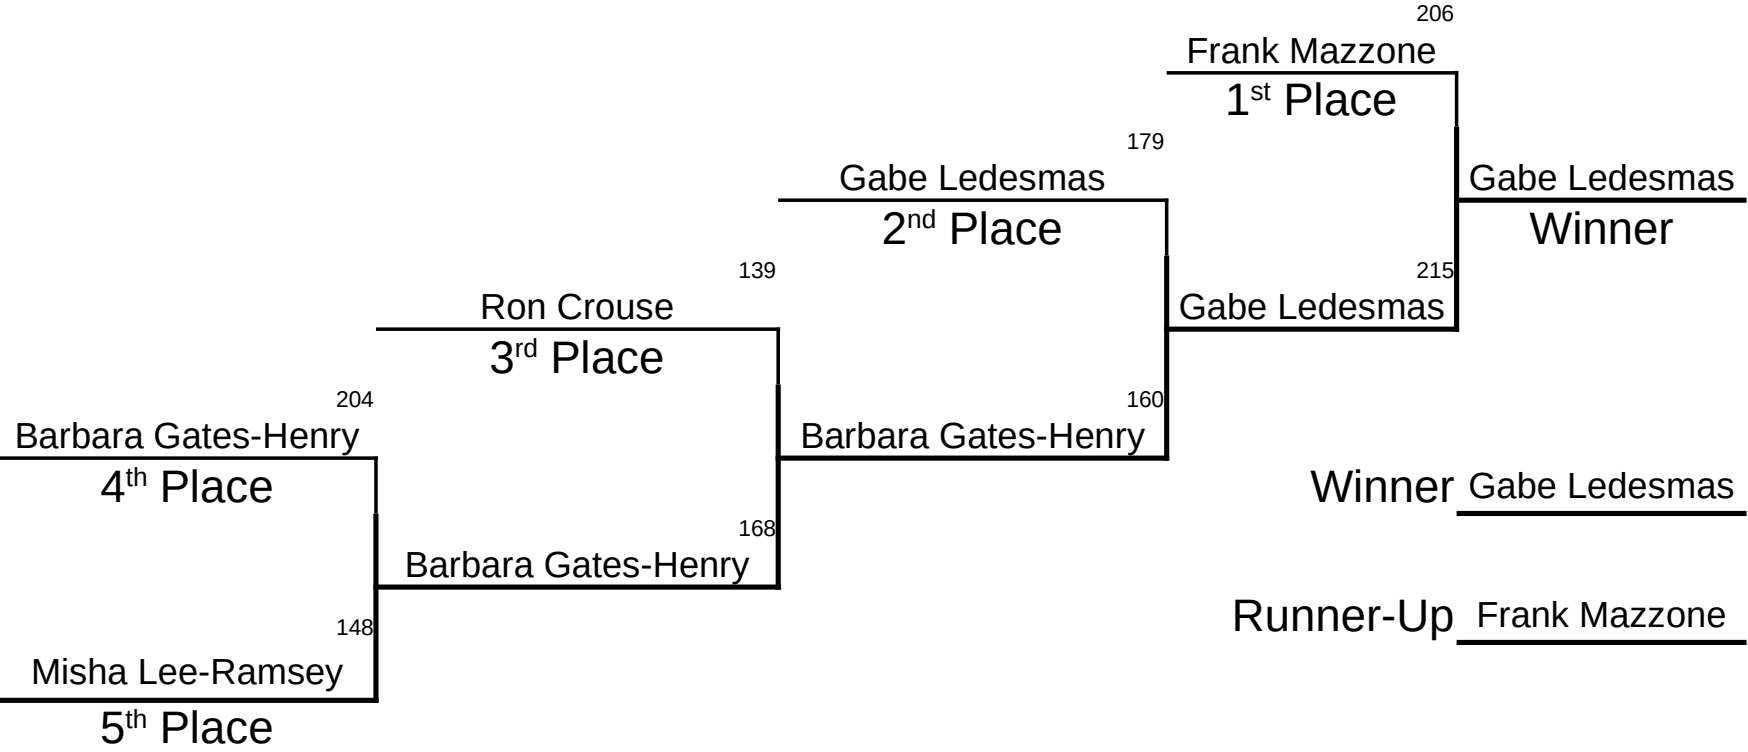 206
Frank Mazzone
1st Place
179
Gabe Ledesmas
2nd Place
Gabe Ledesmas
Winner
139
Ron Crouse
3rd Place
215
Gabe Ledesmas
204
Barbara Gates-Henry
4th Place
160
Barbara Gates-Henry
Winner Gabe Ledesmas
168
Barbara Gates-Henry
Runner-Up Frank Mazzone
148
Misha Lee-Ramsey
5th Place